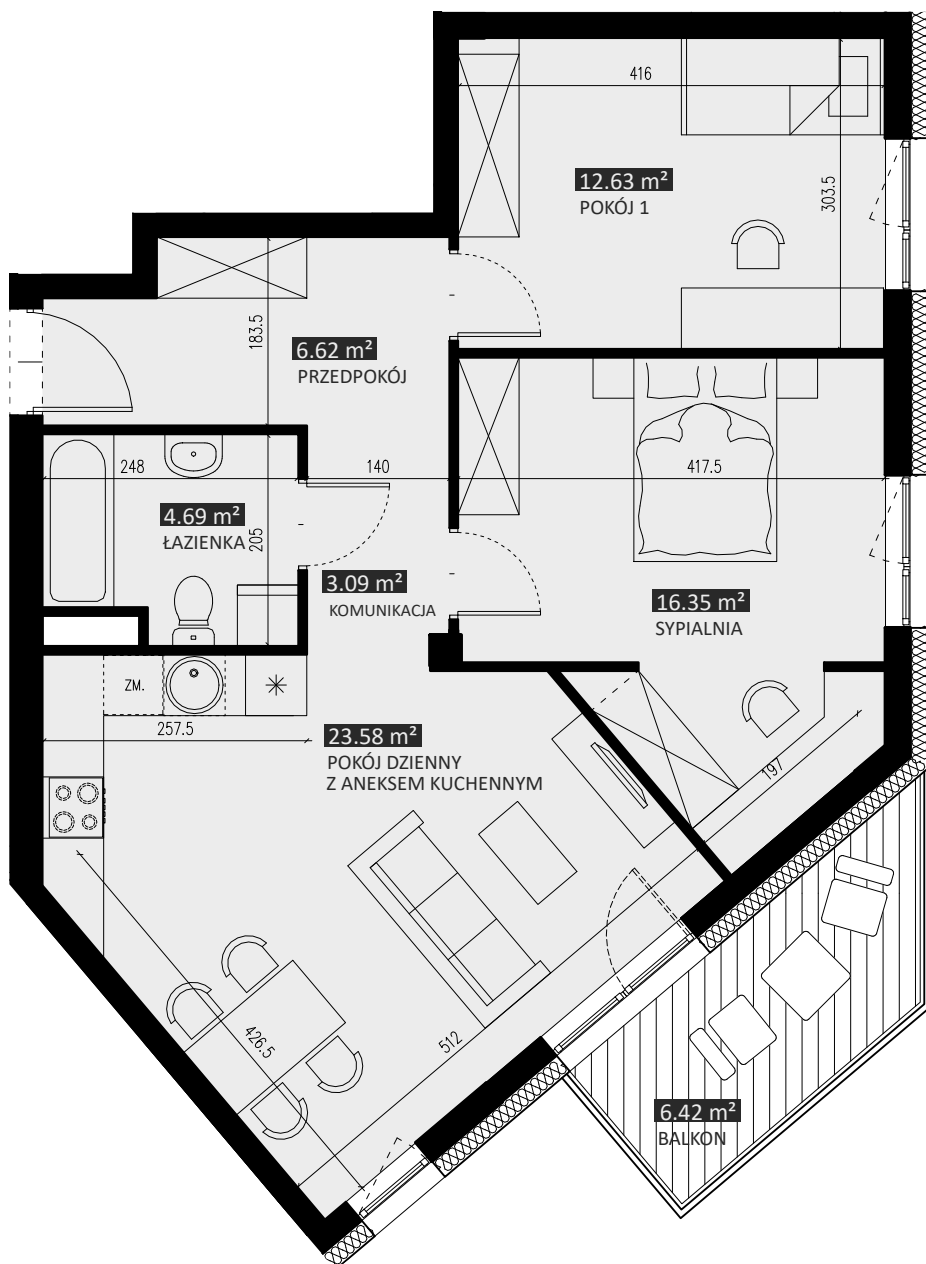 416
12.63 m²
POKÓJ 1
303.5
183.5
6.62 m²
PRZEDPOKÓJ
248
140
417.5
4.69 m²
ŁAZIENKA
205
3.09 m²
KOMUNIKACJA
16.35 m²
SYPIALNIA
ZM.
257.5
23.58 m²
POKÓJ DZIENNY
Z ANEKSEM KUCHENNYM
197
426.5
512
6.42 m²
BALKON